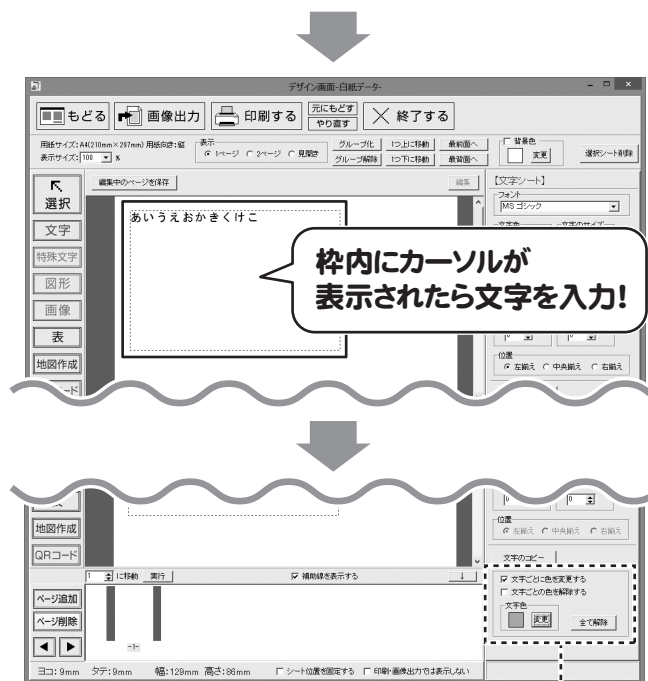 デザイン画面-白紙データ-
もどる 画像出力 印刷する 元にもどす やり直す 終了する
用紙サイズ:A4(210mm×297mm) 用紙向き:縦
表示サイズ: 100 %
表示
1ページ 2ページ 見開き
グループ化 1つ上に移動 最前面へ
グループ解除 1つ下に移動 最背面へ
背景色
変更
選択シート削除
選択
文字
特殊文字
図形
画像
表
地図作成
編集中のページを保存
編集
あいうえおかきくけこ
枠内にカーソルが
表示されたら文字を入力!
【文字シート】
フォント
MS ゴシック
位置
左揃え 中央揃え 右揃え
地図作成
QRコード
ページ追加
ページ削除
1 に移動 実行
補助線を表示する
↓
-1-
0 0
位置
左揃え 中央揃え 右揃え
文字のコピー
文字ごとに色を変更する
文字ごとの色を解除する
文字色
変更
全て解除
ヨコ:9mm タテ:9mm 幅:129mm 高さ:86mm
シート位置を固定する 印刷・画像出力では表示しない